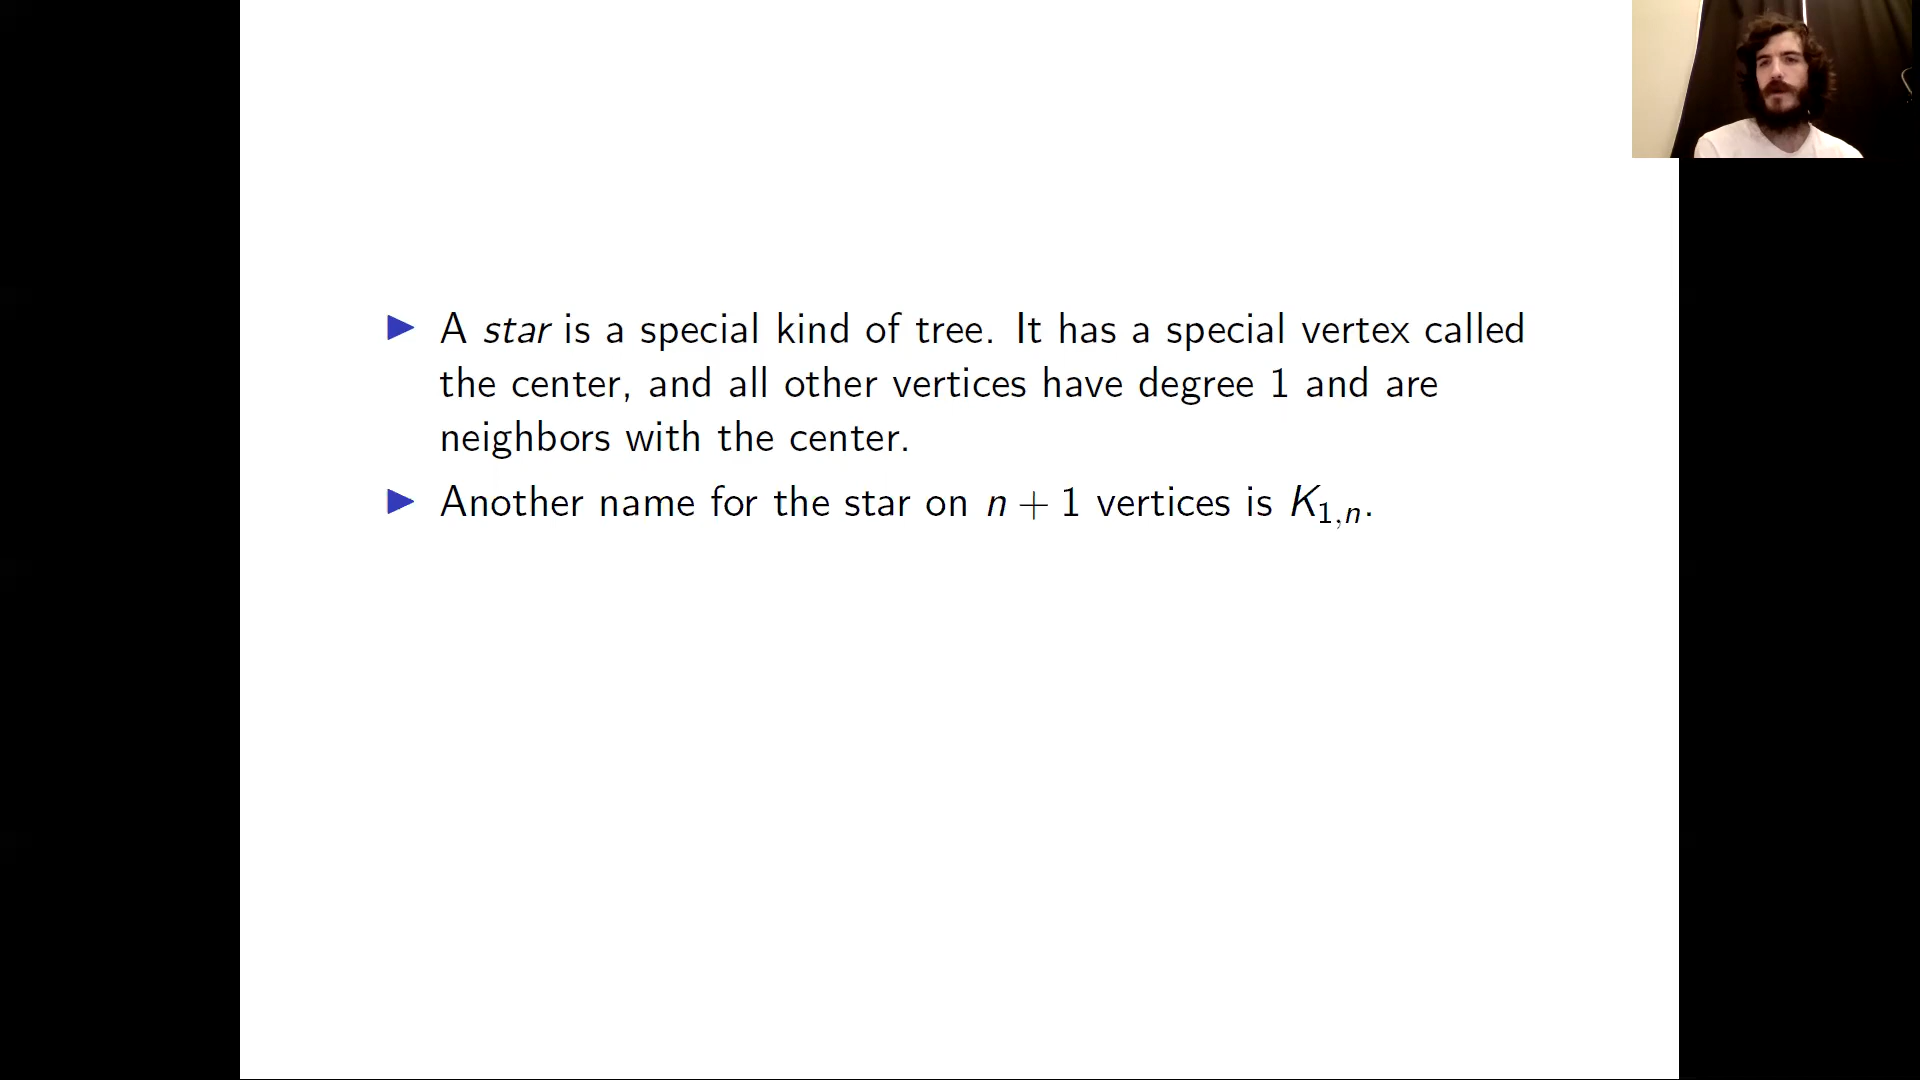 ▶ A star is a special kind of tree. It has a special vertex called
the center, and all other vertices have degree 1 and are
neighbors with the center.
▶ Another name for the star on n + 1 vertices is K₁,ₙ.